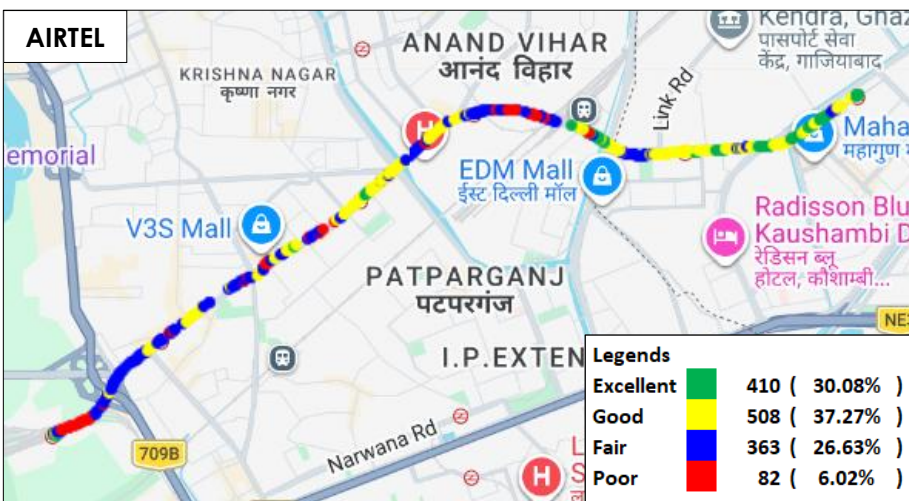 AIRTEL
Kendra, Ghaz
पासपोर्ट सेवा
केंद्र, गाजियाबाद
ANAND VIHAR
आनंद विहार
KRISHNA NAGAR
कृष्णा नगर
Link Rd
H
emorial
Maha
महागुण म
EDM Mall
ईस्ट दिल्ली मॉल
V3S Mall
Radisson Blu
Kaushambi D
रेडिसन ब्लू
होटल, कौशाम्बी...
PATPARGANJ
पटपरगंज
NE3
I.P.EXTEN
709B
Narwana Rd
H
L
S
Legends
Excellent 410 ( 30.08% )
Good 508 ( 37.27% )
Fair 363 ( 26.63% )
Poor 82 ( 6.02% )